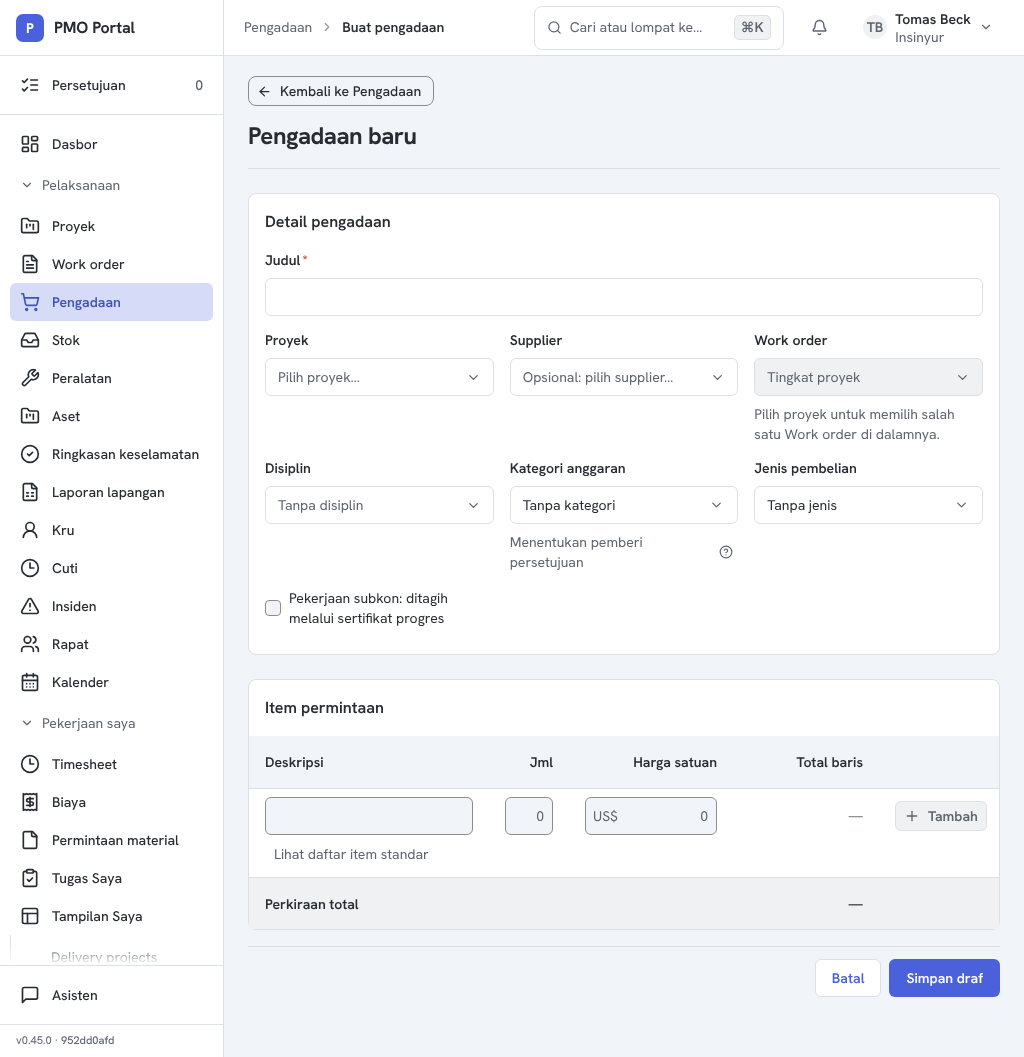 P PMO Portal
Pengadaan > Buat pengadaan
Cari atau lompat ke... ⌘K
TB Tomas Beck
Insinyur
Persetujuan 0
Dasbor
Pelaksanaan
Proyek
Work order
Pengadaan
Stok
Peralatan
Aset
Ringkasan keselamatan
Laporan lapangan
Kru
Cuti
Insiden
Rapat
Kalender
Pekerjaan saya
Timesheet
Biaya
Permintaan material
Tugas Saya
Tampilan Saya
Delivery projects
Asisten
v0.45.0 · 952dd0afd
Kembali ke Pengadaan
Pengadaan baru
Detail pengadaan
Judul *
Proyek Supplier Work order
Pilih proyek... Opsional: pilih supplier... Tingkat proyek
Pilih proyek untuk memilih salah
satu Work order di dalamnya.
Disiplin Kategori anggaran Jenis pembelian
Tanpa disiplin Tanpa kategori Tanpa jenis
Menentukan pemberi
persetujuan
Pekerjaan subkon: ditagih
melalui sertifikat progres
Item permintaan
Deskripsi Jml Harga satuan Total baris
0 US$ 0 — + Tambah
Lihat daftar item standar
Perkiraan total —
Batal Simpan draf